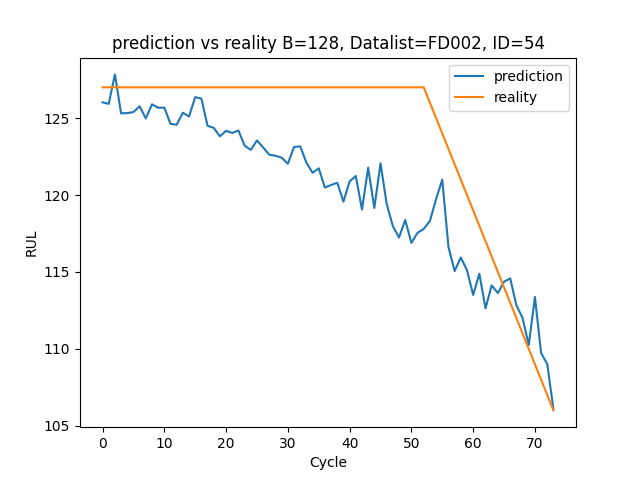 prediction vs reality B=128, Datalist=FD002, ID=54
prediction
reality
RUL
125
120
115
110
105
0 10 20 30 40 50 60 70
Cycle